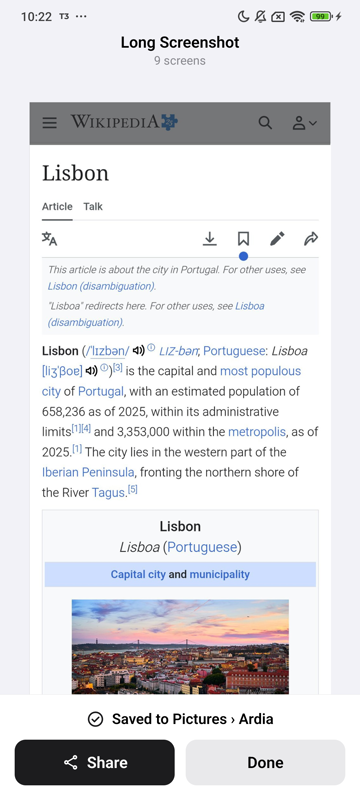 10:22 T3 ... 99
Long Screenshot
9 screens
WIKIPEDIA
Lisbon
Article Talk
This article is about the city in Portugal. For other uses, see
Lisbon (disambiguation).
"Lisboa" redirects here. For other uses, see Lisboa
(disambiguation).
Lisbon (/ˈlɪzbən/ ⓘ LIZ-bən; Portuguese: Lisboa
[liʒˈβoɐ] ⓘ)[3] is the capital and most populous
city of Portugal, with an estimated population of
658,236 as of 2025, within its administrative
limits[1][4] and 3,353,000 within the metropolis, as of
2025.[1] The city lies in the western part of the
Iberian Peninsula, fronting the northern shore of
the River Tagus.[5]
Lisbon
Lisboa (Portuguese)
Capital city and municipality
Saved to Pictures › Ardia
Share
Done